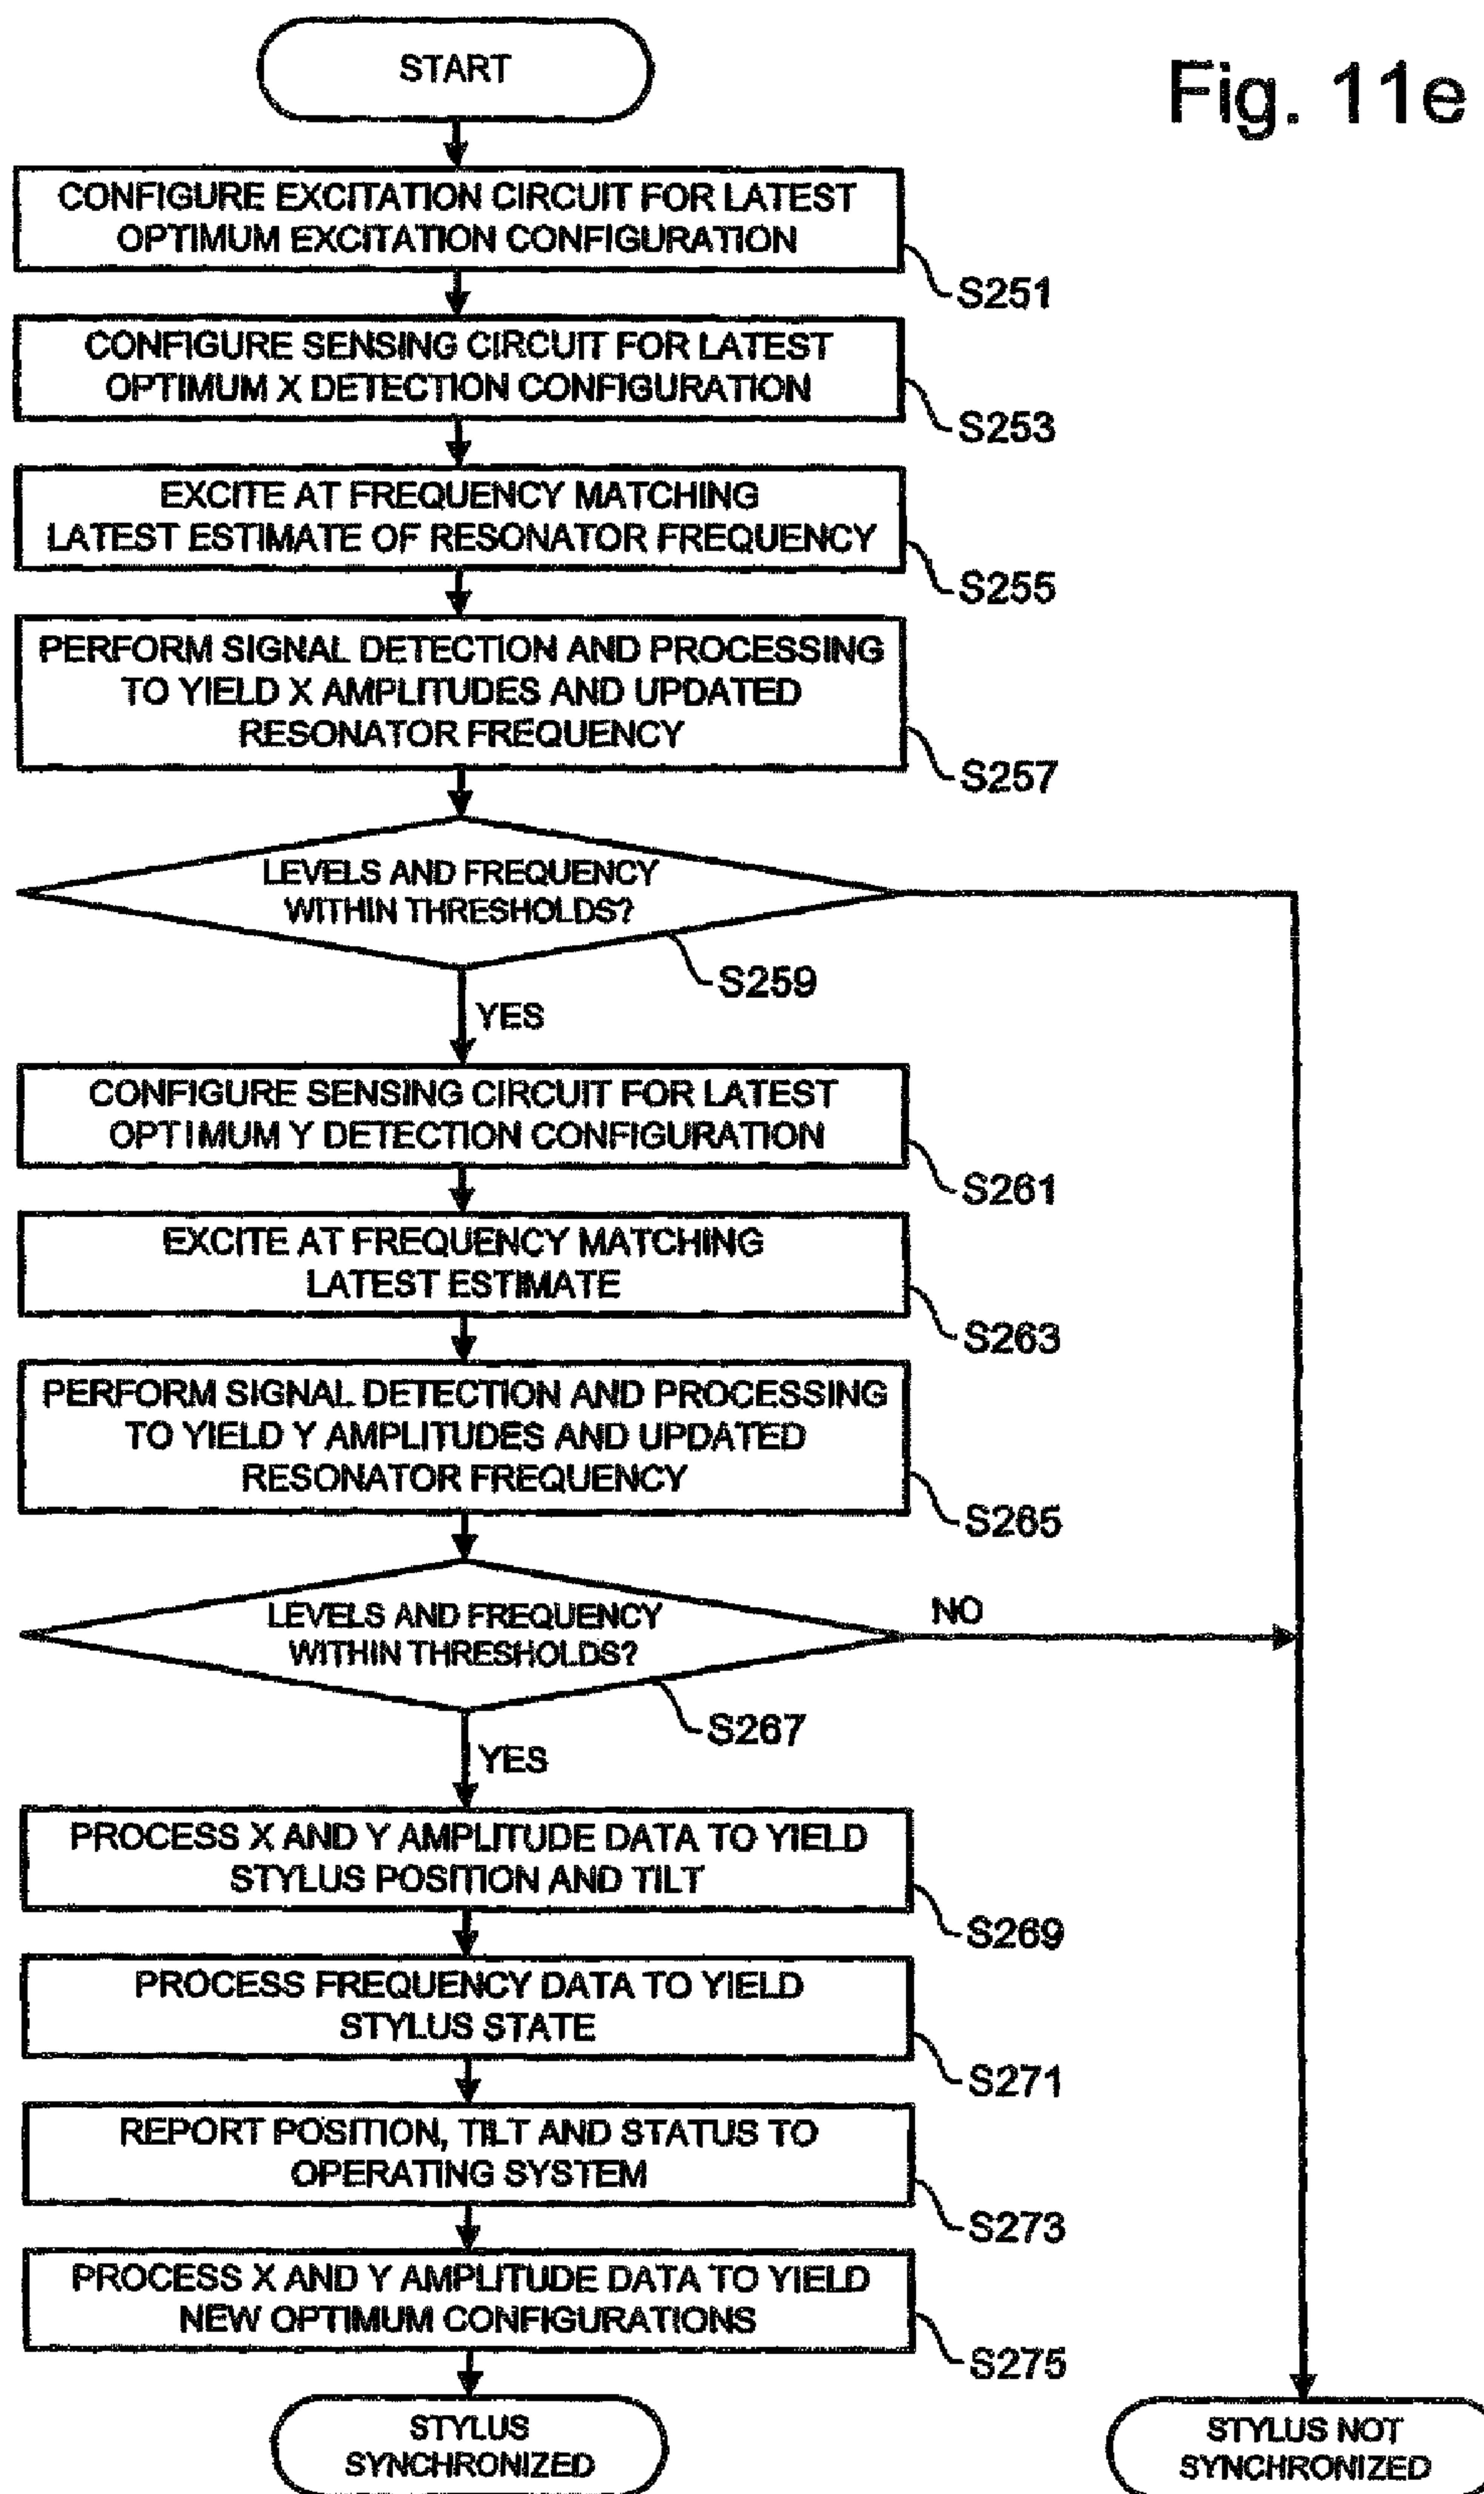 START
Fig. 11e
CONFIGURE EXCITATION CIRCUIT FOR LATEST
OPTIMUM EXCITATION CONFIGURATION
S251
CONFIGURE SENSING CIRCUIT FOR LATEST
OPTIMUM X DETECTION CONFIGURATION
S253
EXCITE AT FREQUENCY MATCHING
LATEST ESTIMATE OF RESONATOR FREQUENCY
S255
PERFORM SIGNAL DETECTION AND PROCESSING
TO YIELD X AMPLITUDES AND UPDATED
RESONATOR FREQUENCY
S257
LEVELS AND FREQUENCY
WITHIN THRESHOLDS?
S259
YES
CONFIGURE SENSING CIRCUIT FOR LATEST
OPTIMUM Y DETECTION CONFIGURATION
S261
EXCITE AT FREQUENCY MATCHING
LATEST ESTIMATE
S263
PERFORM SIGNAL DETECTION AND PROCESSING
TO YIELD Y AMPLITUDES AND UPDATED
RESONATOR FREQUENCY
S265
LEVELS AND FREQUENCY
WITHIN THRESHOLDS?
NO
S267
YES
PROCESS X AND Y AMPLITUDE DATA TO YIELD
STYLUS POSITION AND TILT
S269
PROCESS FREQUENCY DATA TO YIELD
STYLUS STATE
S271
REPORT POSITION, TILT AND STATUS TO
OPERATING SYSTEM
S273
PROCESS X AND Y AMPLITUDE DATA TO YIELD
NEW OPTIMUM CONFIGURATIONS
S275
STYLUS
SYNCHRONIZED
STYLUS NOT
SYNCHRONIZED